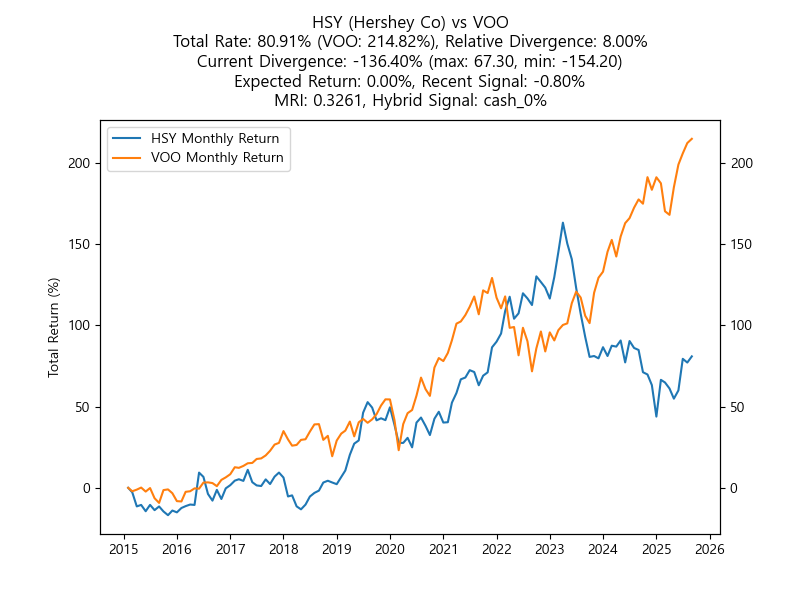 HSY (Hershey Co) vs VOO
Total Rate: 80.91% (VOO: 214.82%), Relative Divergence: 8.00%
Current Divergence: -136.40% (max: 67.30, min: -154.20)
Expected Return: 0.00%, Recent Signal: -0.80%
MRI: 0.3261, Hybrid Signal: cash_0%
HSY Monthly Return
VOO Monthly Return
Total Return (%)
200
150
100
50
0
200
150
100
50
0
2015 2016 2017 2018 2019 2020 2021 2022 2023 2024 2025 2026